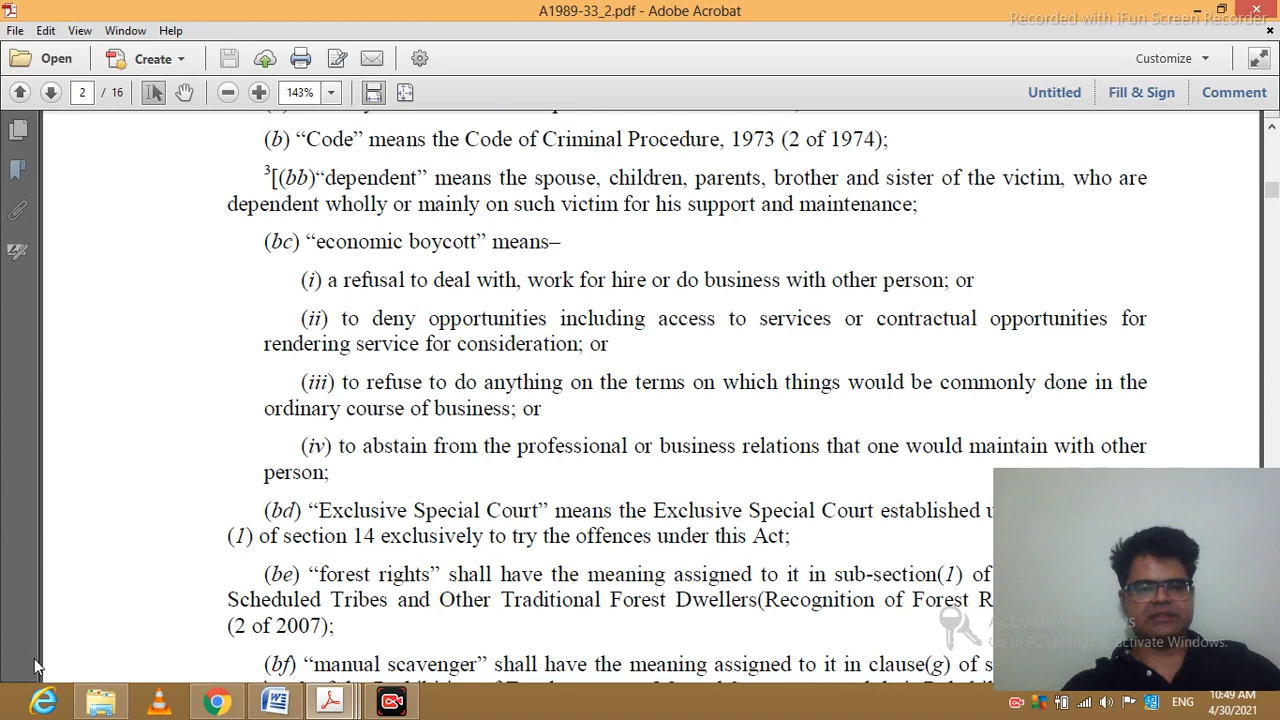 A1989-33_2.pdf - Adobe Acrobat
Recorded with iFun Screen Recorder
File Edit View Window Help
Open Create Customize
2 / 16 143% Untitled Fill & Sign Comment
(b) “Code” means the Code of Criminal Procedure, 1973 (2 of 1974);
3[(bb)“dependent” means the spouse, children, parents, brother and sister of the victim, who are
dependent wholly or mainly on such victim for his support and maintenance;
(bc) “economic boycott” means–
(i) a refusal to deal with, work for hire or do business with other person; or
(ii) to deny opportunities including access to services or contractual opportunities for
rendering service for consideration; or
(iii) to refuse to do anything on the terms on which things would be commonly done in the
ordinary course of business; or
(iv) to abstain from the professional or business relations that one would maintain with other
person;
(bd) “Exclusive Special Court” means the Exclusive Special Court established
(1) of section 14 exclusively to try the offences under this Act;
(be) “forest rights” shall have the meaning assigned to it in sub-section(1) of
Scheduled Tribes and Other Traditional Forest Dwellers(Recognition of Forest
(2 of 2007);
Activate Windows
Go to PC settings to activate Windows.
(bf) “manual scavenger” shall have the meaning assigned to it in clause(g) of
ENG
10:49 AM
4/30/2021